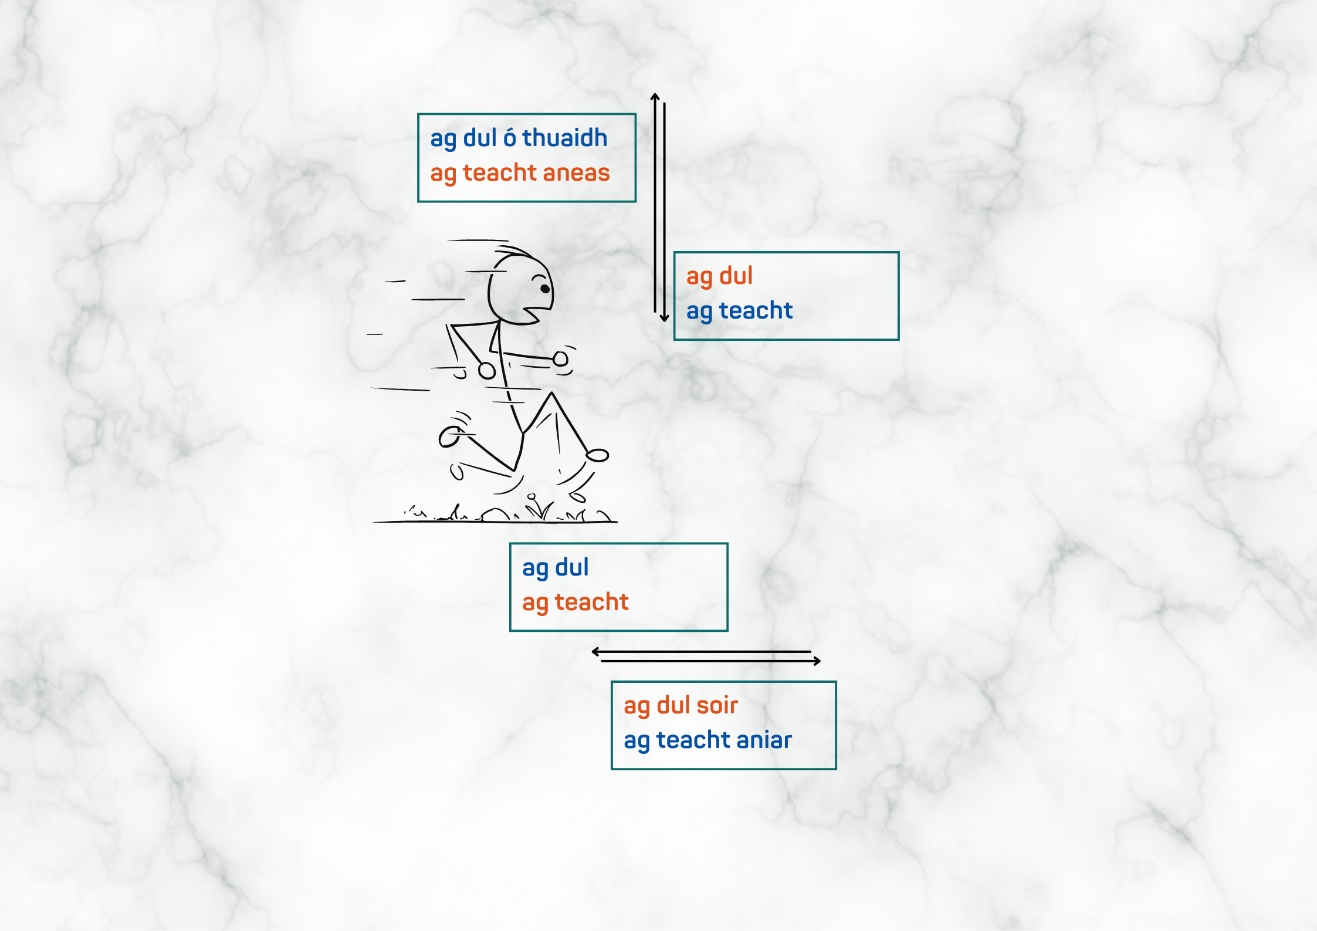 ag dul ó thuaidh
ag teacht aneas
ag dul
ag teacht
ag dul
ag teacht
ag dul soir
ag teacht aniar